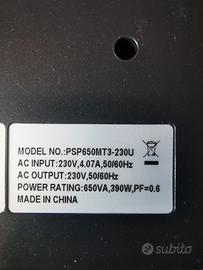 MODEL NO.:PSP650MT3-230U
AC INPUT:230V,4.07A,50/60Hz
AC OUTPUT:230V,50/60Hz
POWER RATING:650VA,390W,PF=0.6
MADE IN CHINA
subito